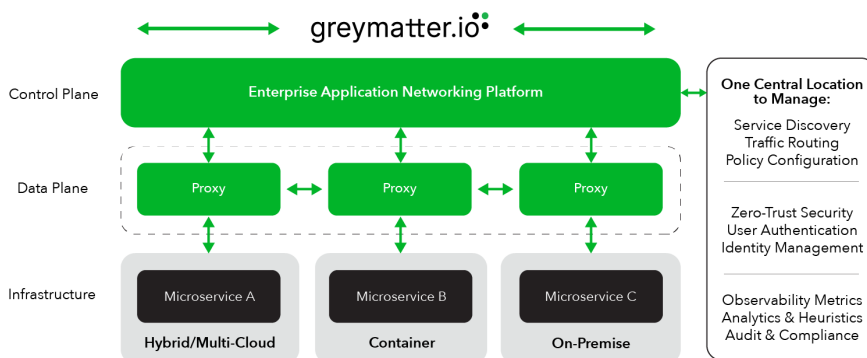 greymatter.io
Control Plane
Enterprise Application Networking Platform
Data Plane
Proxy
Proxy
Proxy
Infrastructure
Microservice A
Microservice B
Microservice C
Hybrid/Multi-Cloud
Container
On-Premise
One Central Location
to Manage:
Service Discovery
Traffic Routing
Policy Configuration
Zero-Trust Security
User Authentication
Identity Management
Observability Metrics
Analytics & Heuristics
Audit & Compliance